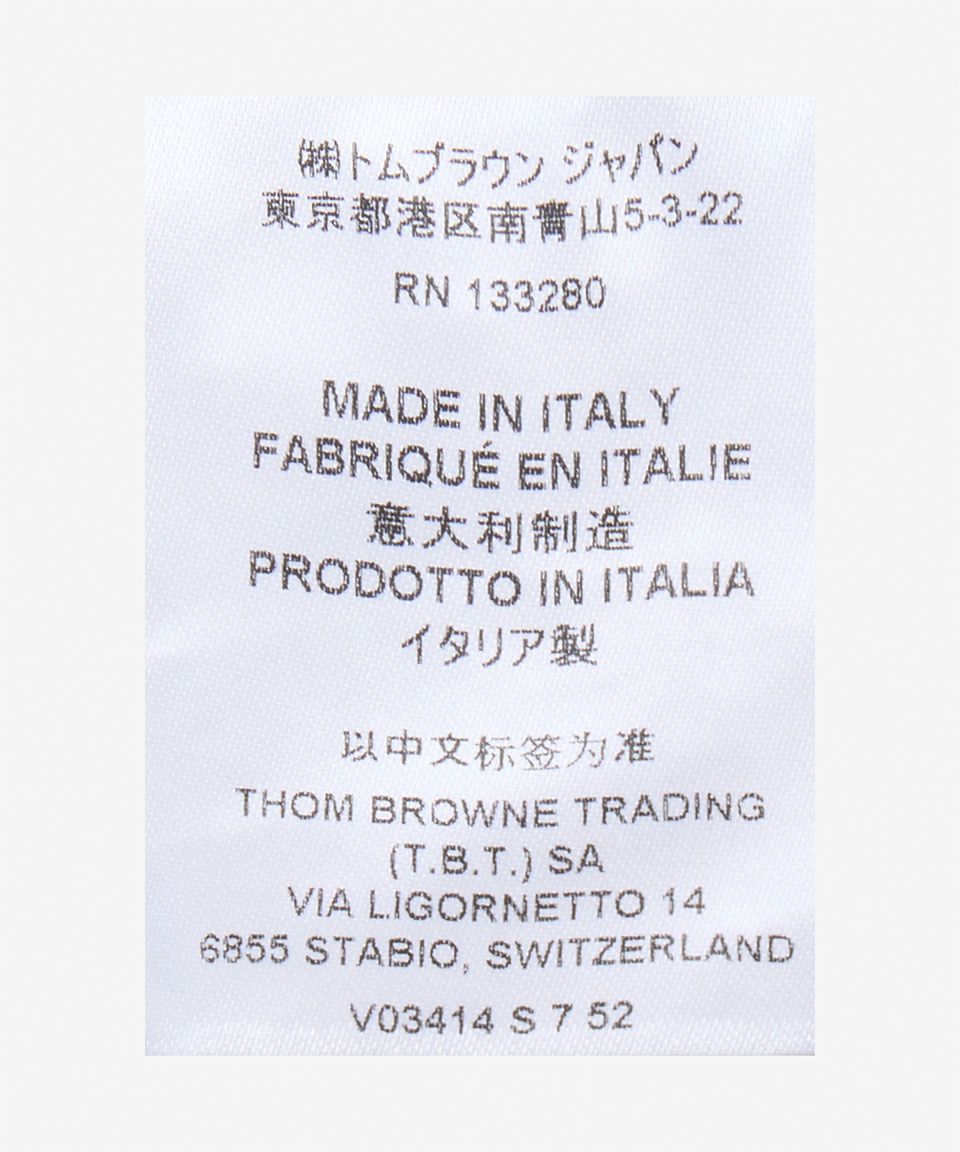 ㈱トムブラウン ジャパン
東京都港区南青山5-3-22
RN 133280
MADE IN ITALY
FABRIQUÉ EN ITALIE
意大利制造
PRODOTTO IN ITALIA
イタリア製
以中文标签为准
THOM BROWNE TRADING
(T.B.T.) SA
VIA LIGORNETTO 14
6855 STABIO, SWITZERLAND
V03414 S 7 52